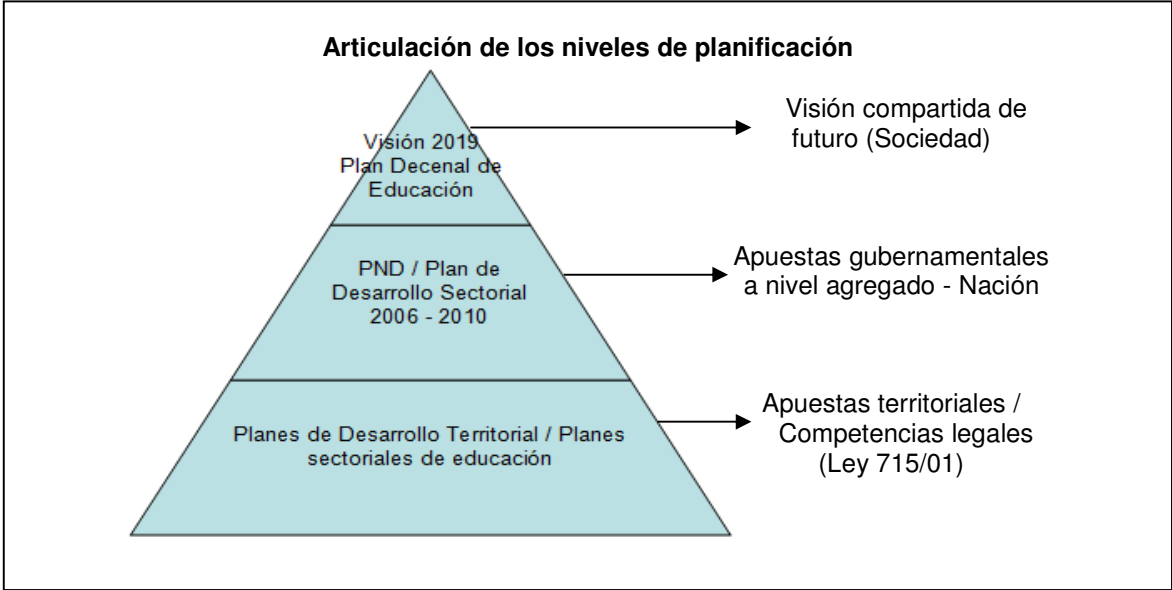 Articulación de los niveles de planificación
Visión 2019
Plan Decenal de
Educación
Visión compartida de
futuro (Sociedad)
PND / Plan de
Desarrollo Sectorial
2006 - 2010
Apuestas gubernamentales
a nivel agregado - Nación
Planes de Desarrollo Territorial / Planes
sectoriales de educación
Apuestas territoriales /
Competencias legales
(Ley 715/01)